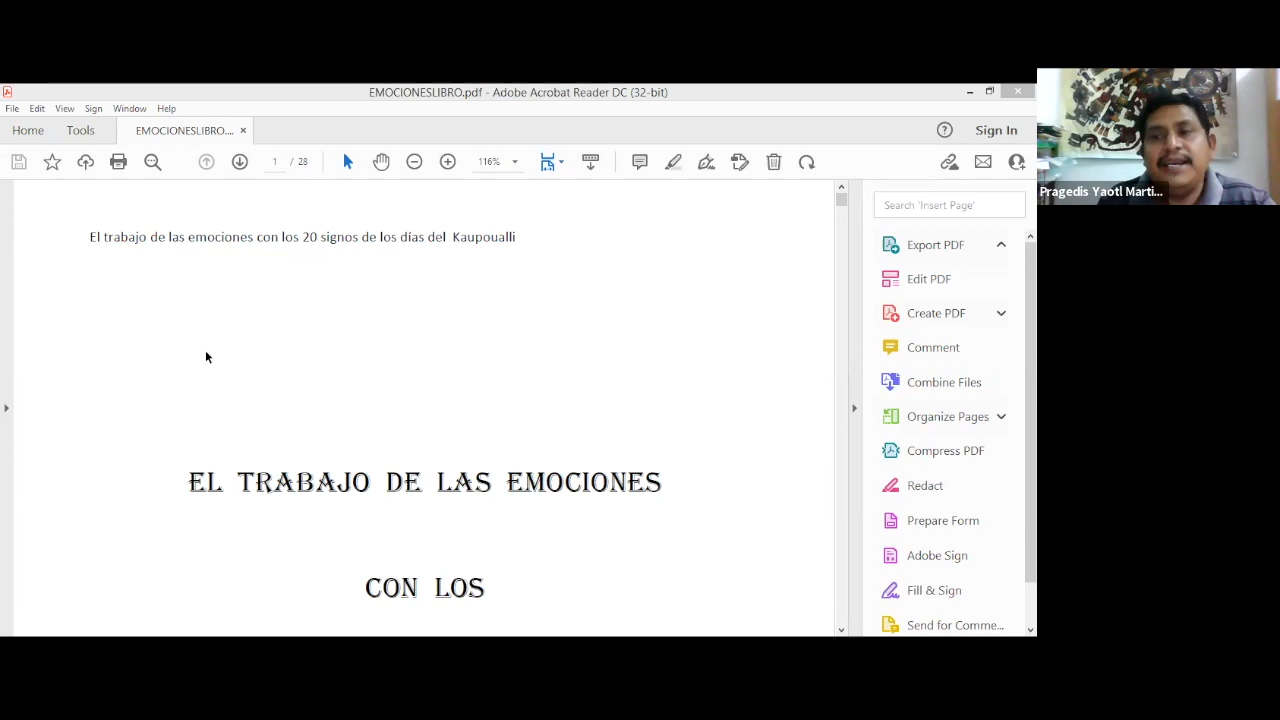 EMOCIONESLIBRO.pdf - Adobe Acrobat Reader DC (32-bit)
File Edit View Sign Window Help
Home Tools EMOCIONESLIBRO.... × Sign In
1 / 28 116%
El trabajo de las emociones con los 20 signos de los días del Kaupoualli
EL TRABAJO DE LAS EMOCIONES
CON LOS
Search 'Insert Page'
Export PDF
Edit PDF
Create PDF
Comment
Combine Files
Organize Pages
Compress PDF
Redact
Prepare Form
Adobe Sign
Fill & Sign
Send for Comme...
Pragedis Yaotl Marti...